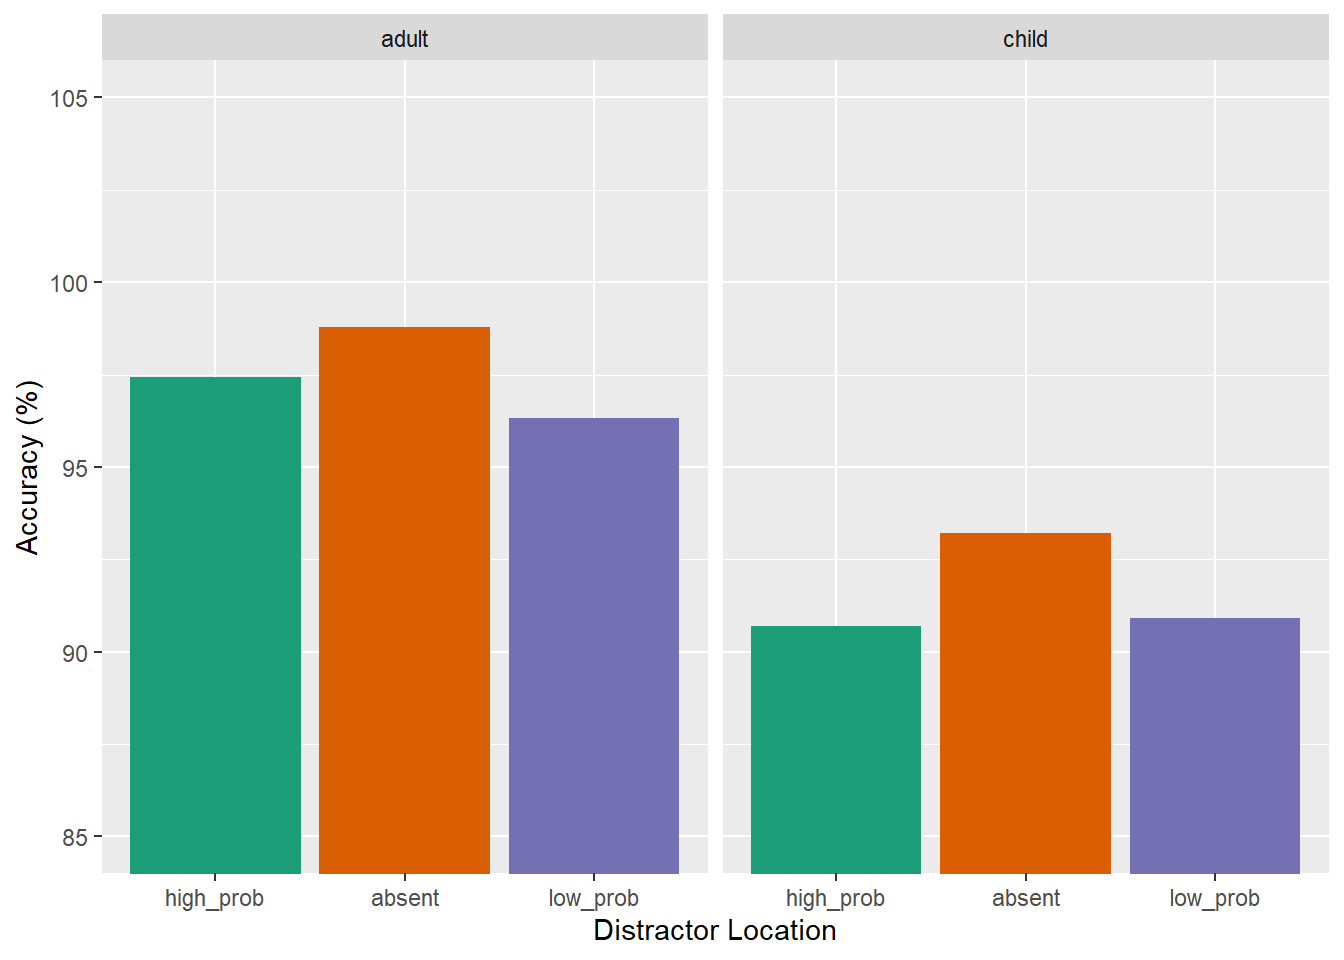 adult
child
105
100
95
90
85
Accuracy (%)
high_prob absent low_prob
high_prob absent low_prob
Distractor Location